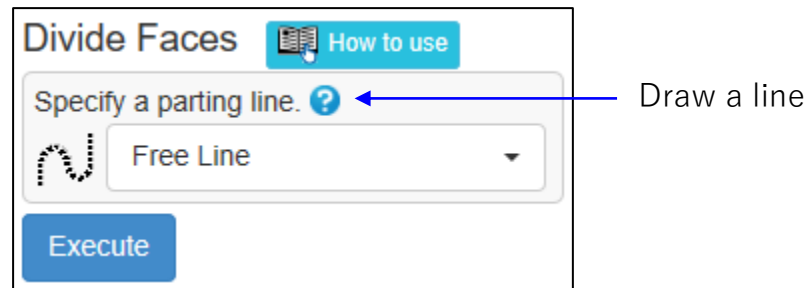 Divide Faces
How to use
Specify a parting line.
Draw a line
Free Line
Execute